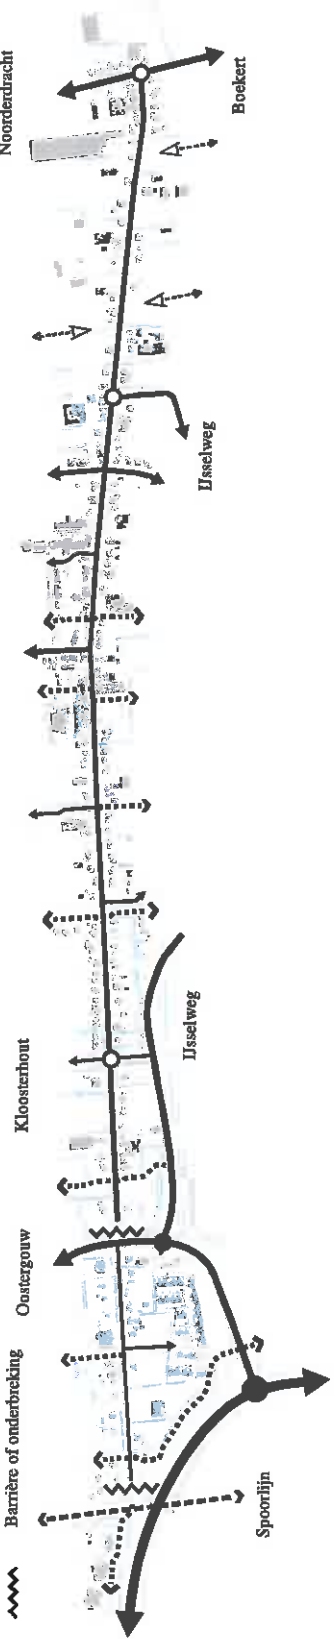 Barrière of onderbreking
Oostergouw
Kloosterhout
Noorderdracht
Spoorlijn
IJsselweg
IJsselweg
Boekert